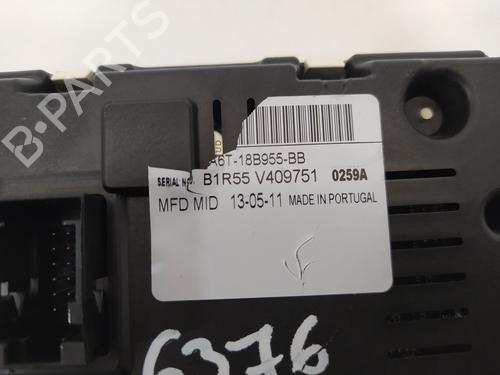 B-PARTS
A6T-18B955-BB
SERIAL No. B1R55 V409751 0259A
MFD MID 13-05-11 MADE IN PORTUGAL
6376